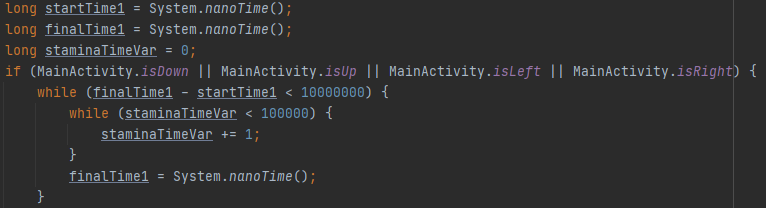 long startTime1 = System.nanoTime();
long finalTime1 = System.nanoTime();
long staminaTimeVar = 0;
if (MainActivity.isDown || MainActivity.isUp || MainActivity.isLeft || MainActivity.isRight) {
    while (finalTime1 - startTime1 < 10000000) {
        while (staminaTimeVar < 100000) {
            staminaTimeVar += 1;
        }
        finalTime1 = System.nanoTime();
    }